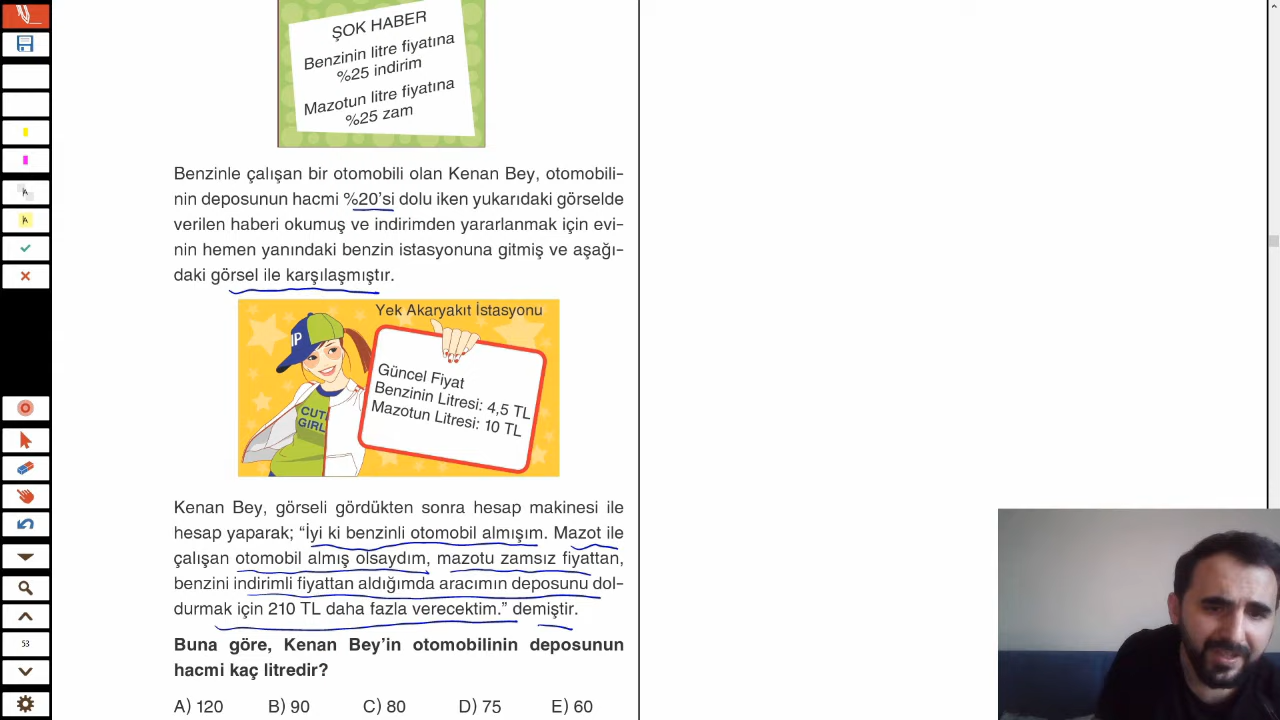 ŞOK HABER
Benzinin litre fiyatına
%25 indirim
Mazotun litre fiyatına
%25 zam
Benzinle çalışan bir otomobili olan Kenan Bey, otomobili-
nin deposunun hacmi %20'si dolu iken yukarıdaki görselde
verilen haberi okumuş ve indirimden yararlanmak için evi-
nin hemen yanındaki benzin istasyonuna gitmiş ve aşağı-
daki görsel ile karşılaşmıştır.
Yek Akaryakıt İstasyonu
IP
CUT
GIRL
Güncel Fiyat
Benzinin Litresi: 4,5 TL
Mazotun Litresi: 10 TL
Kenan Bey, görseli gördükten sonra hesap makinesi ile
hesap yaparak; “İyi ki benzinli otomobil almışım. Mazot ile
çalışan otomobil almış olsaydım, mazotu zamsız fiyattan,
benzini indirimli fiyattan aldığımda aracımın deposunu dol-
durmak için 210 TL daha fazla verecektim.” demiştir.
Buna göre, Kenan Bey'in otomobilinin deposunun
hacmi kaç litredir?
A) 120 B) 90 C) 80 D) 75 E) 60
53